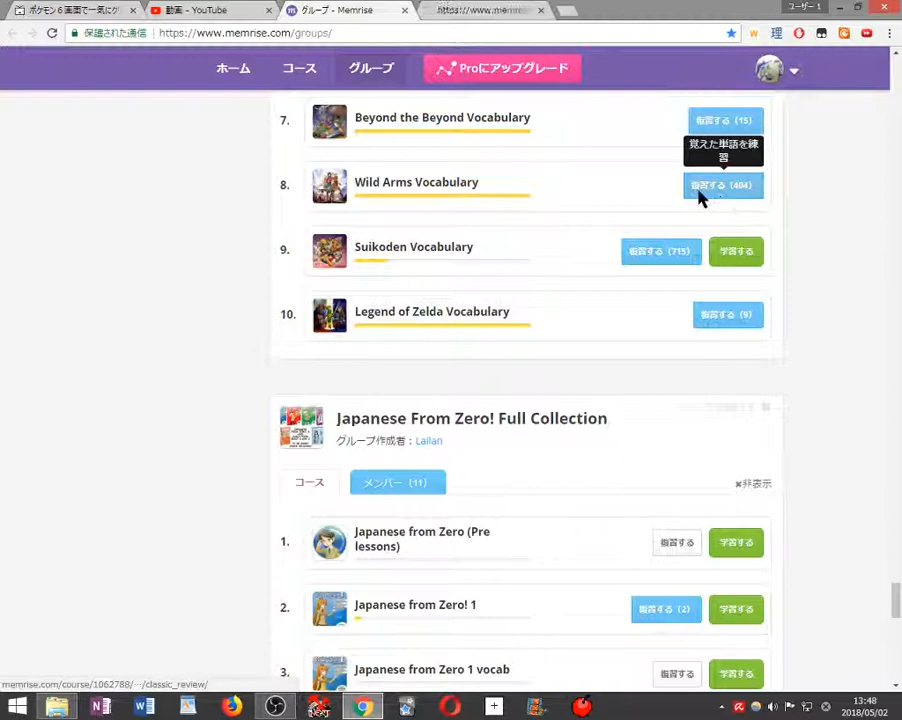 ポケモン6画面で一気にク
動画 - YouTube
グループ - Memrise
https://www.memrise.c
ユーザー 1
保護された通信
https://www.memrise.com/groups/
ホーム
コース
グループ
Proにアップグレード
7.
Beyond the Beyond Vocabulary
復習する (15)
覚えた単語を練
習
8.
Wild Arms Vocabulary
復習する (404)
9.
Suikoden Vocabulary
復習する (715)
学習する
10.
Legend of Zelda Vocabulary
復習する (9)
Japanese From Zero! Full Collection
グループ作成者：Lailan
コース
メンバー (11)
✖非表示
1.
Japanese from Zero (Pre
lessons)
復習する
学習する
2.
Japanese from Zero! 1
復習する (2)
学習する
3.
Japanese from Zero 1 vocab
復習する
学習する
memrise.com/course/1062788/···/classic_review/
13:48
2018/05/02